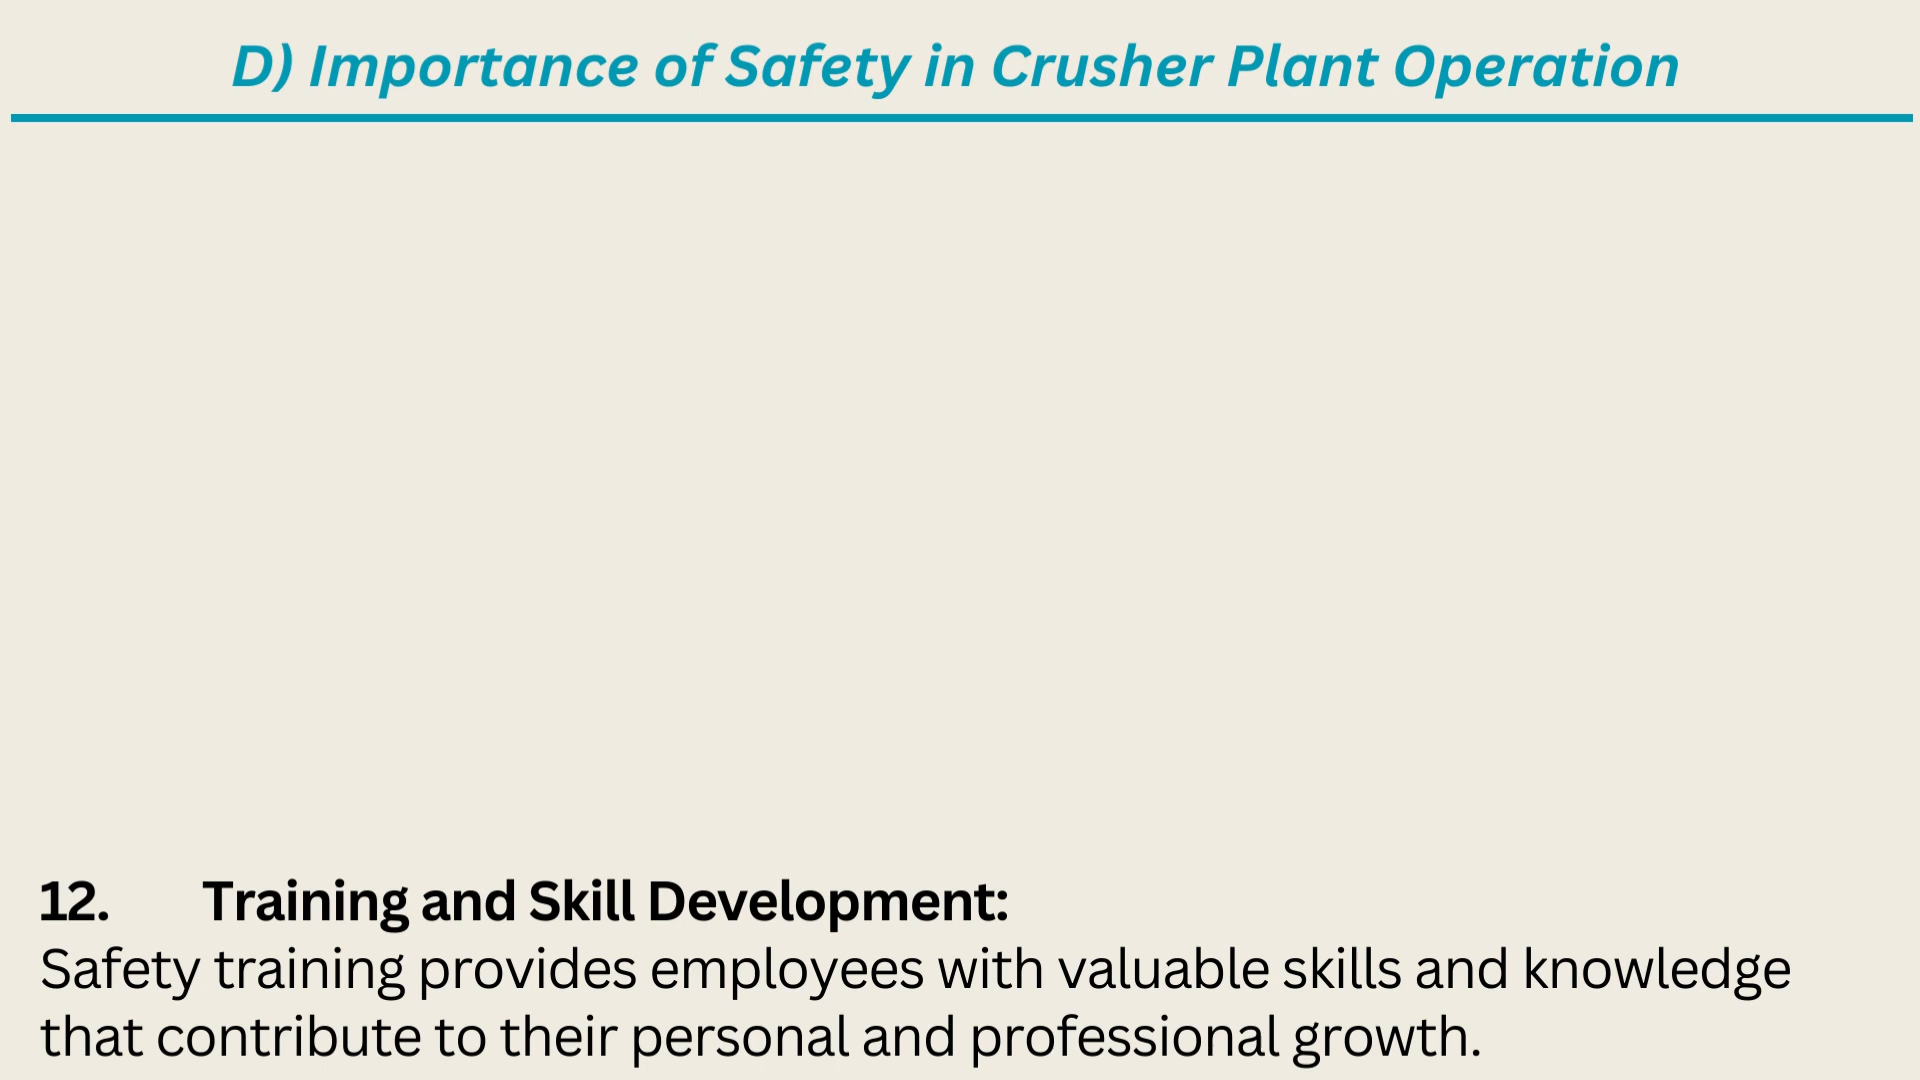 D) Importance of Safety in Crusher Plant Operation
12. Training and Skill Development:
Safety training provides employees with valuable skills and knowledge
that contribute to their personal and professional growth.